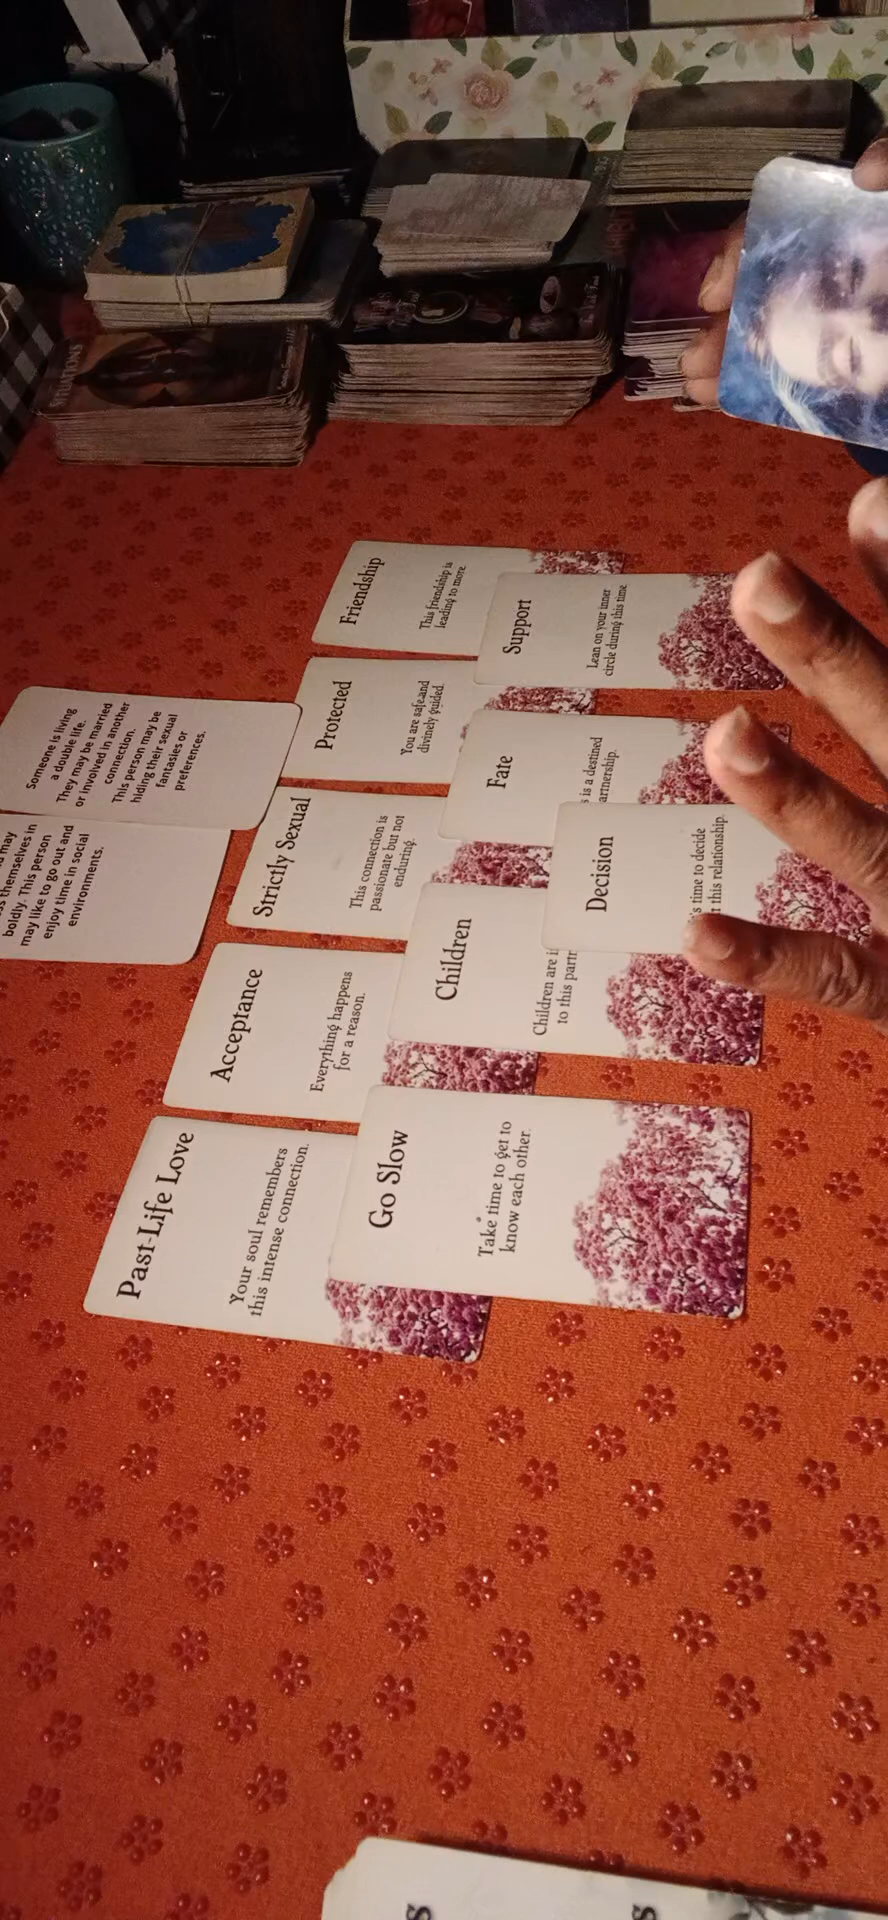 Friendship
This friendship is
leading to more.
Support
Lean on your inner
circle during this time.
Protected
You are safe and
divinely guided.
Fate
is a destined
artnership.
Strictly Sexual
This connection is
passionate but not
enduring.
Decision
's time to decide
t this relationship.
Children
Children are i
to this partn
Acceptance
Everything happens
for a reason.
Past-Life Love
Your soul remembers
this intense connection.
Go Slow
Take time to get to
know each other.
Someone is living
a double life.
They may be married
or involved in another
connection.
This person may be
hiding their sexual
fantasies or
preferences.
may
themselves in
boldly. This person
may like to go out and
enjoy time in social
environments.